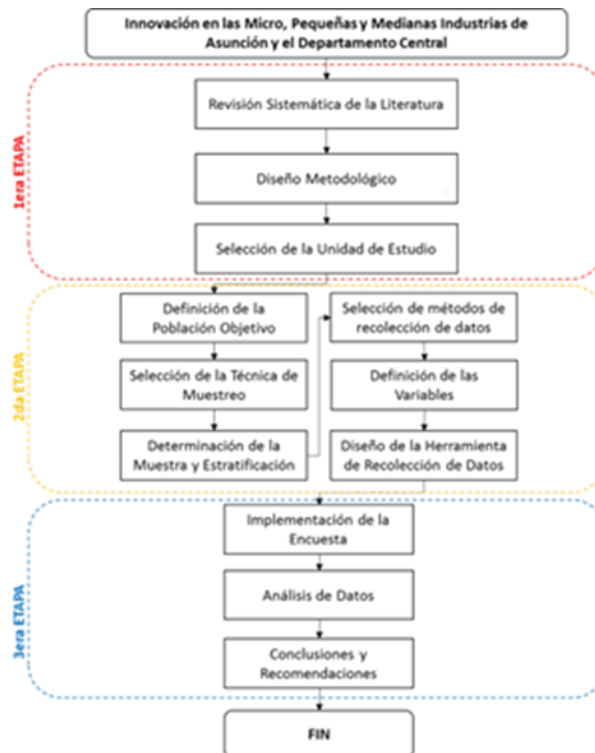 Innovación en las Micro, Pequeñas y Medianas Industrias de
Asunción y el Departamento Central
1era ETAPA
Revisión Sistemática de la Literatura
Diseño Metodológico
Selección de la Unidad de Estudio
2da ETAPA
Definición de la
Población Objetivo
Selección de la Técnica de
Muestreo
Determinación de la
Muestra y Estratificación
Selección de métodos de
recolección de datos
Definición de las
Variables
Diseño de la Herramienta
de Recolección de Datos
3era ETAPA
Implementación de la
Encuesta
Análisis de Datos
Conclusiones y
Recomendaciones
FIN